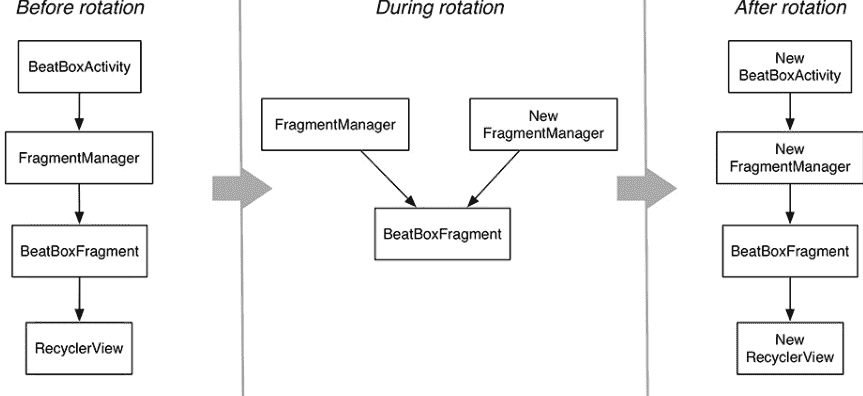 Before rotation
BeatBoxActivity
FragmentManager
BeatBoxFragment
RecyclerView
During rotation
FragmentManager
New
FragmentManager
BeatBoxFragment
After rotation
New
BeatBoxActivity
New
FragmentManager
BeatBoxFragment
New
RecyclerView